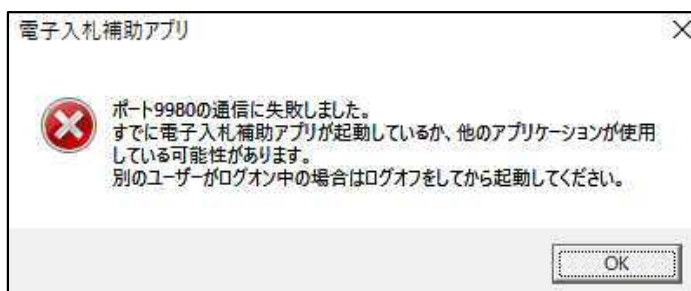 電子入札補助アプリ
ポート9980の通信に失敗しました。
すでに電子入札補助アプリが起動しているか、他のアプリケーションが使用
している可能性があります。
別のユーザーがログオン中の場合はログオフをしてから起動してください。
OK